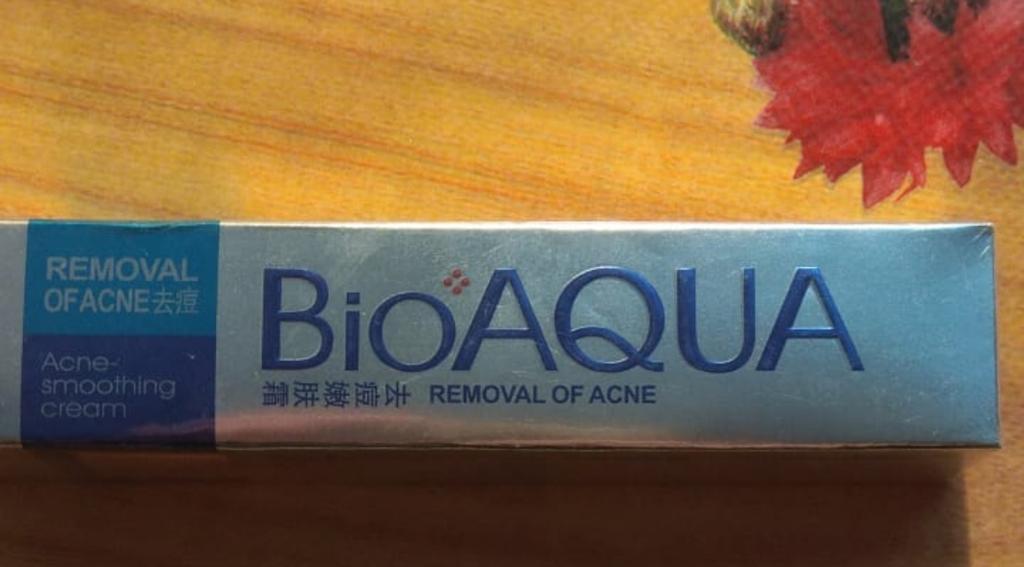 REMOVAL
OFACNE去痘
Acne-
smoothing
cream
BIOAQUA
去痘嫩肤霜 REMOVAL OF ACNE